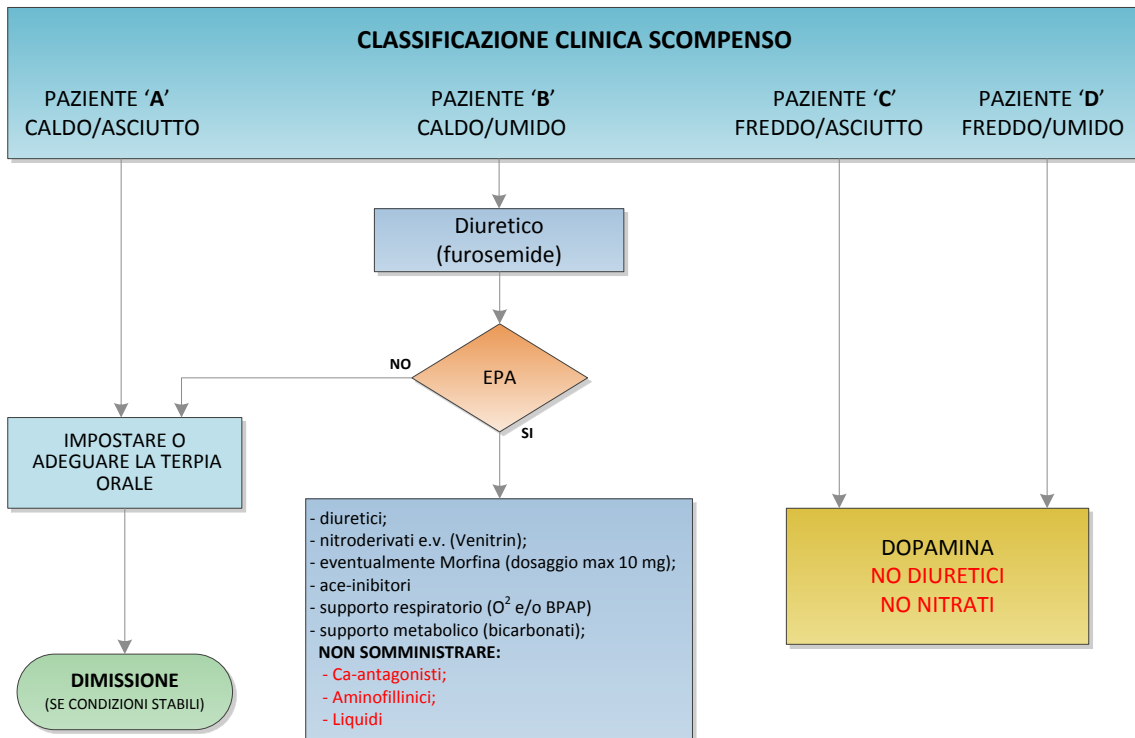 CLASSIFICAZIONE CLINICA SCOMPENSO
PAZIENTE ‘A’
CALDO/ASCIUTTO
PAZIENTE ‘B’
CALDO/UMIDO
PAZIENTE ‘C’
FREDDO/ASCIUTTO
PAZIENTE ‘D’
FREDDO/UMIDO
Diuretico
(furosemide)
EPA
NO
SI
IMPOSTARE O
ADEGUARE LA TERPIA
ORALE
- diuretici;
- nitroderivati e.v. (Venitrin);
- eventualmente Morfina (dosaggio max 10 mg);
- ace-inibitori
- supporto respiratorio (O² e/o BPAP)
- supporto metabolico (bicarbonati);
NON SOMMINISTRARE:
- Ca-antagonisti;
- Aminofillinici;
- Liquidi
DOPAMINA
NO DIURETICI
NO NITRATI
DIMISSIONE
(SE CONDIZIONI STABILI)